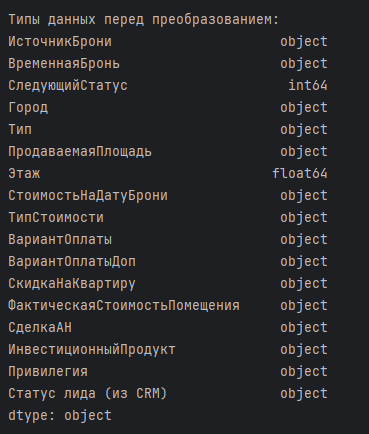 Типы данных перед преобразованием:
ИсточникБрони object
ВременнаяБронь object
СледующийСтатус int64
Город object
Тип object
ПродаваемаяПлощадь object
Этаж float64
СтоимостьНаДатуБрони object
ТипСтоимости object
ВариантОплаты object
ВариантОплатыДоп object
СкидкаНаКвартиру object
ФактическаяСтоимостьПомещения object
СделкаАН object
ИнвестиционныйПродукт object
Привилегия object
Статус лида (из CRM) object
dtype: object